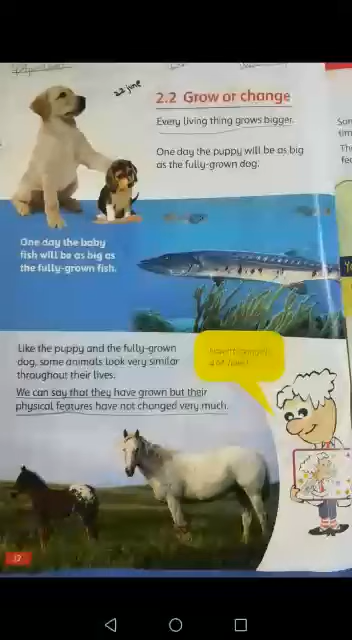 22 june
2.2 Grow or change
Every living thing grows bigger.
One day the puppy will be as big
as the fully-grown dog.
One day the baby
fish will be as big as
the fully-grown fish.
Like the puppy and the fully-grown
dog, some animals look very similar
throughout their lives.
We can say that they have grown but their
physical features have not changed very much.